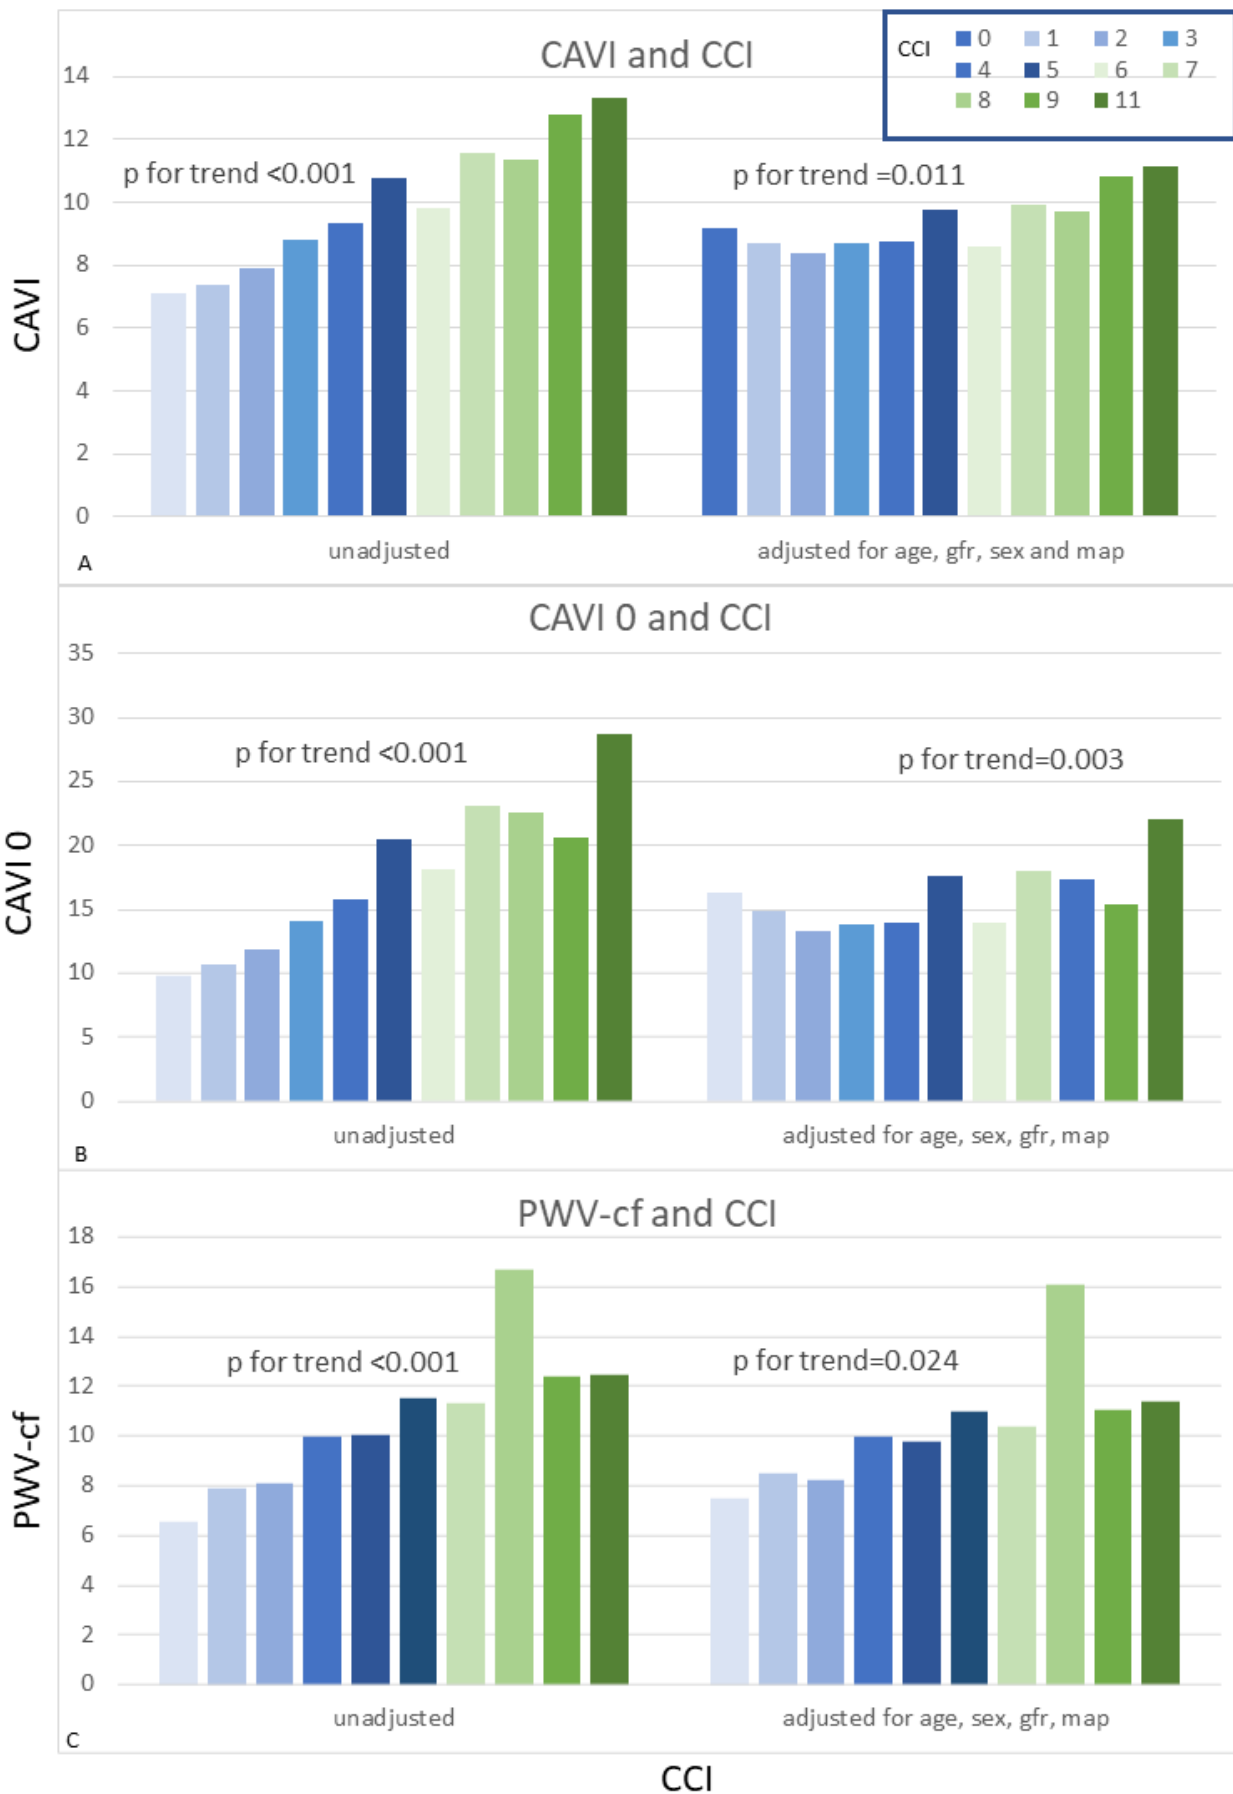 CAVI and CCI
CCI 0 1 2 3
4 5 6 7
8 9 11
14
12
10
8
6
4
2
0
CAVI
p for trend <0.001
p for trend =0.011
unadjusted
adjusted for age, gfr, sex and map
A
CAVI 0 and CCI
35
30
25
20
15
10
5
0
CAVI 0
p for trend <0.001
p for trend=0.003
unadjusted
adjusted for age, sex, gfr, map
B
PWV-cf and CCI
18
16
14
12
10
8
6
4
2
0
PWV-cf
p for trend <0.001
p for trend=0.024
unadjusted
adjusted for age, sex, gfr, map
C
CCI